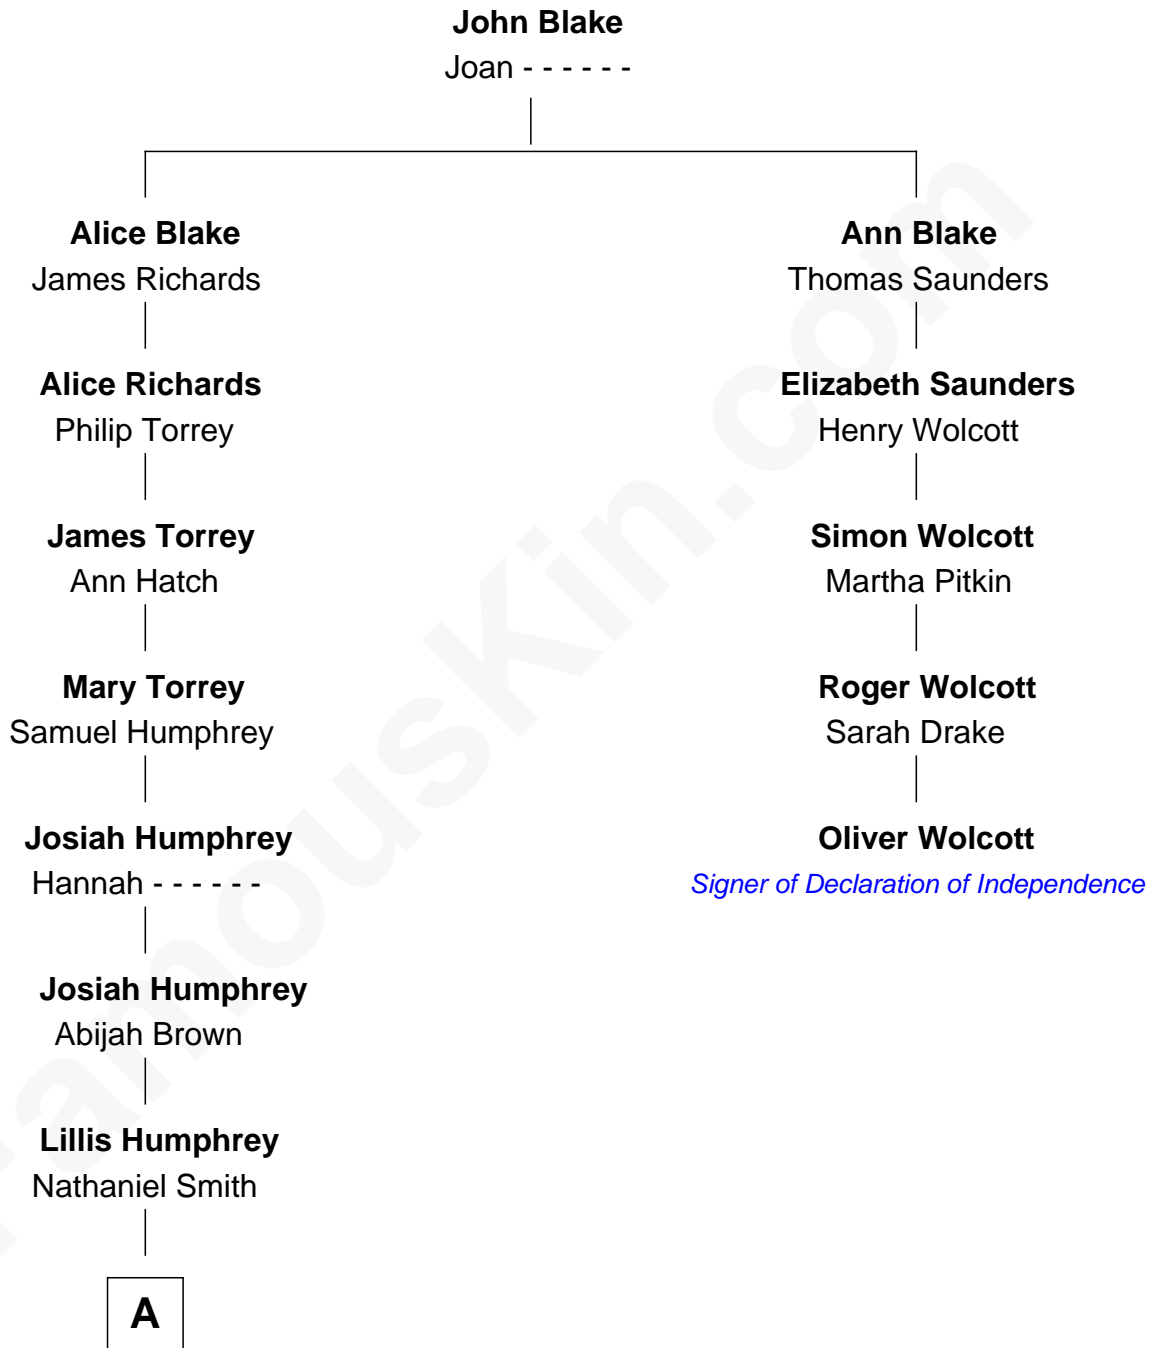 John Blake
Joan - - - - - -
Alice Blake
James Richards
Ann Blake
Thomas Saunders
Alice Richards
Philip Torrey
Elizabeth Saunders
Henry Wolcott
James Torrey
Ann Hatch
Simon Wolcott
Martha Pitkin
Mary Torrey
Samuel Humphrey
Roger Wolcott
Sarah Drake
Josiah Humphrey
Hannah - - - - - -
Oliver Wolcott
Signer of Declaration of Independence
Josiah Humphrey
Abijah Brown
Lillis Humphrey
Nathaniel Smith
A
FamousKin.com